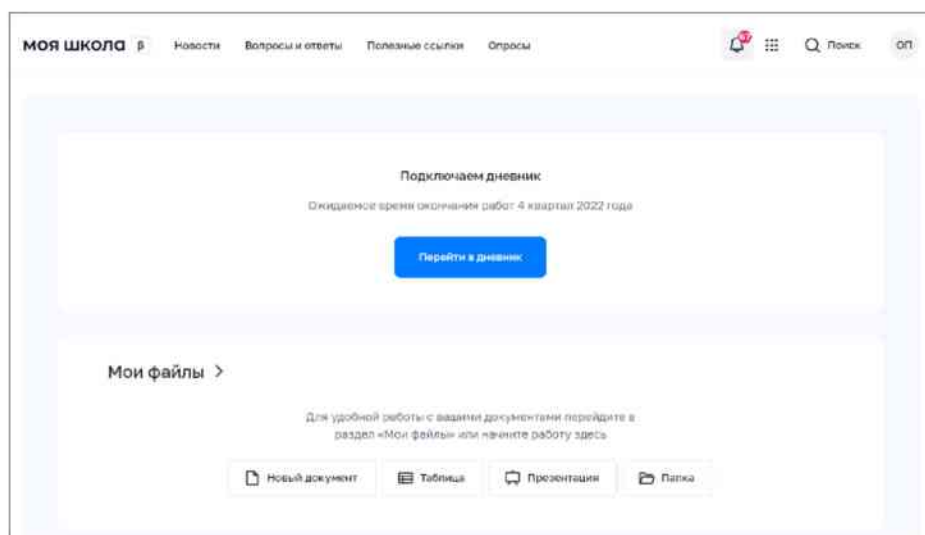 моя школа β Новости Вопросы и ответы Полезные ссылки Опросы Поиск ОП
Подключаем дневник
Ожидаемое время окончания работ 4 квартал 2022 года
Перейти в дневник
Мои файлы >
Для удобной работы с вашими документами перейдите в
раздел «Мои файлы» или начните работу здесь
Новый документ Таблица Презентация Папка